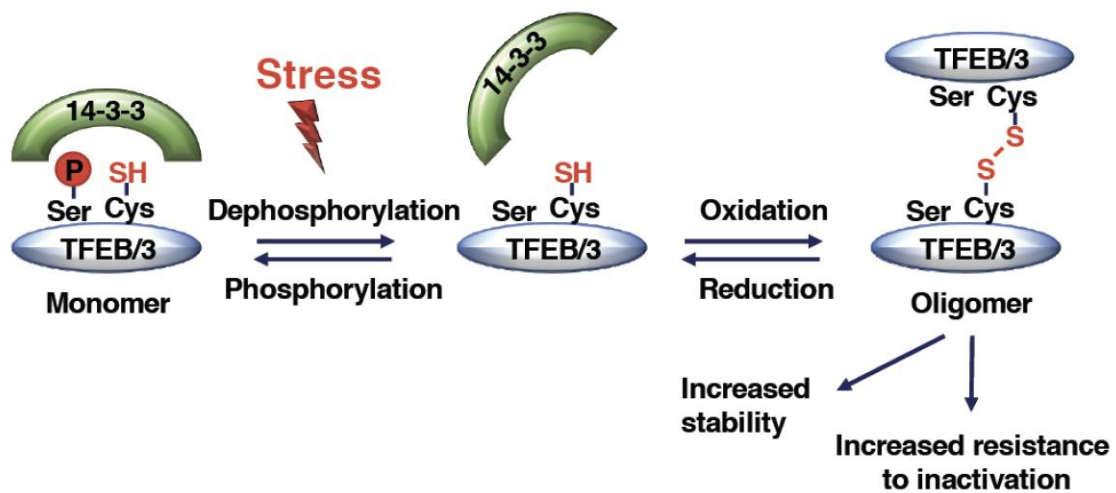 14-3-3
P
SH
Ser Cys
TFEB/3
Monomer
Stress
Dephosphorylation
Phosphorylation
14-3-3
SH
Ser Cys
TFEB/3
Oxidation
Reduction
TFEB/3
Ser Cys
S
S
Ser Cys
TFEB/3
Oligomer
Increased
stability
Increased resistance
to inactivation